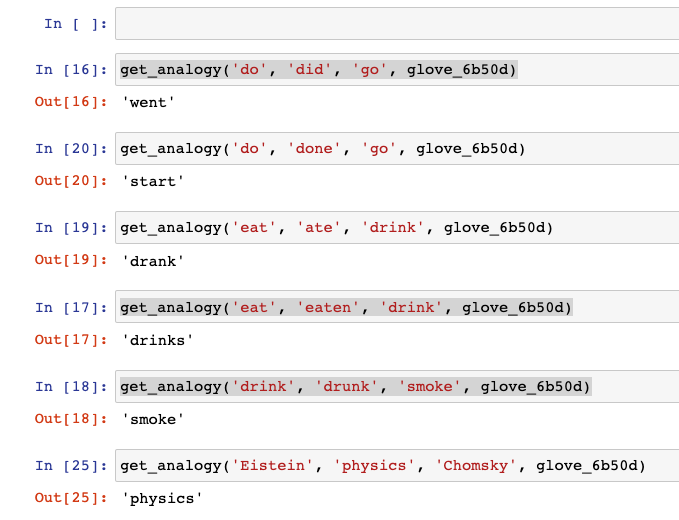 In [ ]:
In [16]: get_analogy('do', 'did', 'go', glove_6b50d)
Out[16]: 'went'
In [20]: get_analogy('do', 'done', 'go', glove_6b50d)
Out[20]: 'start'
In [19]: get_analogy('eat', 'ate', 'drink', glove_6b50d)
Out[19]: 'drank'
In [17]: get_analogy('eat', 'eaten', 'drink', glove_6b50d)
Out[17]: 'drinks'
In [18]: get_analogy('drink', 'drunk', 'smoke', glove_6b50d)
Out[18]: 'smoke'
In [25]: get_analogy('Eistein', 'physics', 'Chomsky', glove_6b50d)
Out[25]: 'physics'